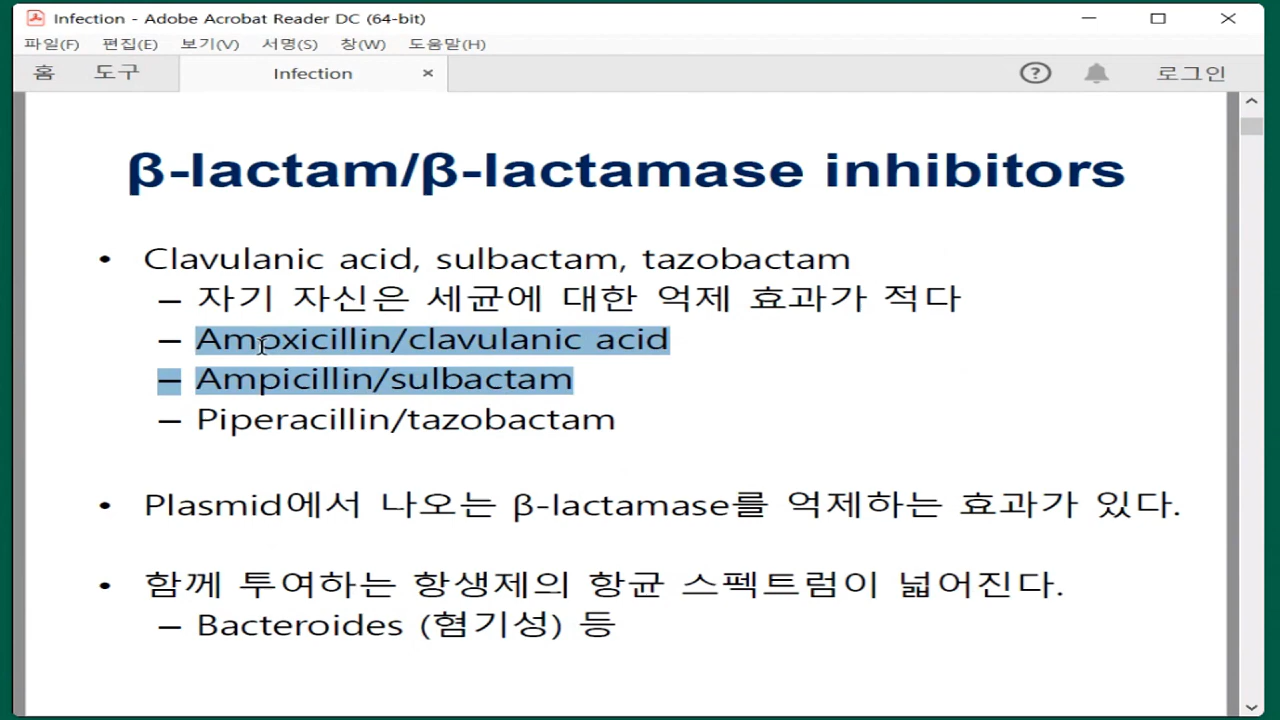 Infection - Adobe Acrobat Reader DC (64-bit)
파일(F) 편집(E) 보기(V) 서명(S) 창(W) 도움말(H)
홈 도구 Infection × ? 로그인
β-lactam/β-lactamase inhibitors
• Clavulanic acid, sulbactam, tazobactam
– 자기 자신은 세균에 대한 억제 효과가 적다
– Amoxicillin/clavulanic acid
– Ampicillin/sulbactam
– Piperacillin/tazobactam
• Plasmid에서 나오는 β-lactamase를 억제하는 효과가 있다.
• 함께 투여하는 항생제의 항균 스펙트럼이 넓어진다.
– Bacteroides (혐기성) 등